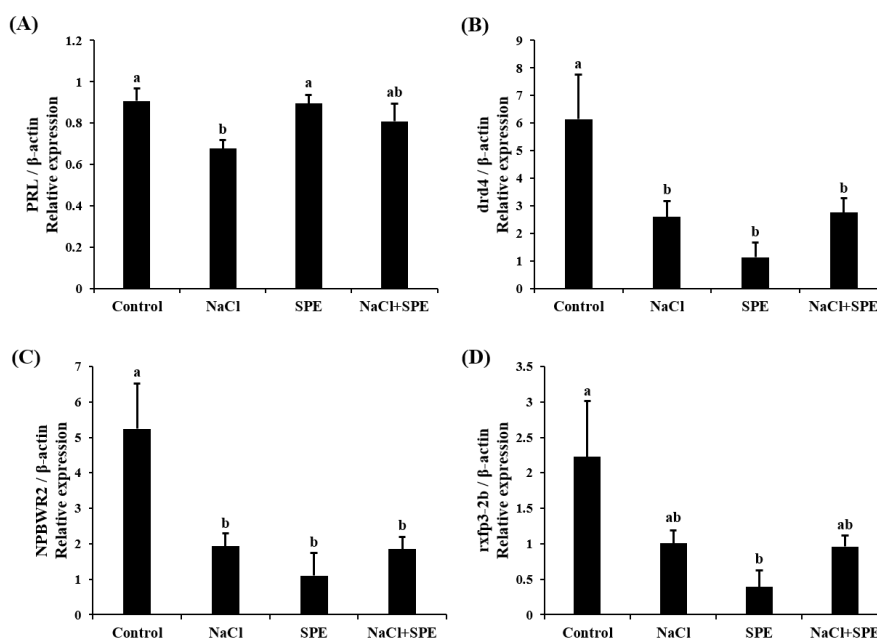 (A)
1.2
1
0.8
0.6
0.4
0.2
0
PRL / β-actin
Relative expression
a
b
a
ab
Control NaCl SPE NaCl+SPE
(B)
9
8
7
6
5
4
3
2
1
0
drd4 / β-actin
Relative expression
a
b
b
b
Control NaCl SPE NaCl+SPE
(C)
7
6
5
4
3
2
1
0
NPBWR2 / β-actin
Relative expression
a
b
b
b
Control NaCl SPE NaCl+SPE
(D)
3.5
3
2.5
2
1.5
1
0.5
0
rxfp3-2b / β-actin
Relative expression
a
ab
b
ab
Control NaCl SPE NaCl+SPE